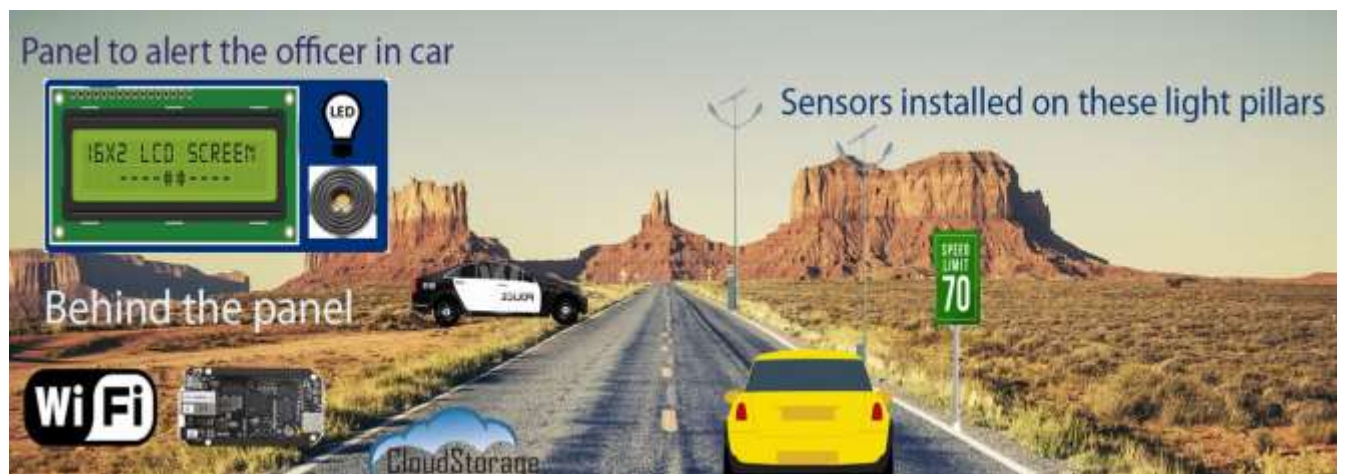 Panel to alert the officer in car
LED
16X2 LCD SCREEN
----##----
Sensors installed on these light pillars
SPEED
LIMIT
70
Behind the panel
POLICE
WiFi
CloudStorage